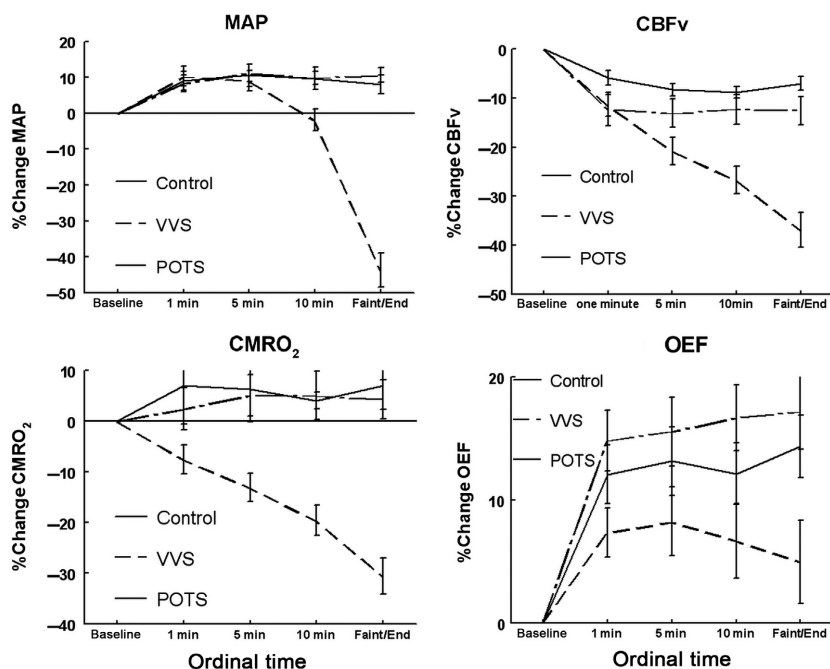 MAP
20
10
0
–10
–20
–30
–40
–50
%Change MAP
Control
VVS
POTS
Baseline 1 min 5 min 10 min Faint/End
CBFv
0
–10
–20
–30
–40
–50
%Change CBFv
Control
VVS
POTS
Baseline one minute 5 min 10min Faint/End
CMRO₂
10
0
–10
–20
–30
–40
%Change CMRO₂
Control
VVS
POTS
Baseline 1 min 5 min 10 min Faint/End
Ordinal time
OEF
20
10
0
%Change OEF
Control
VVS
POTS
Baseline 1 min 5 min 10 min Faint/End
Ordinal time